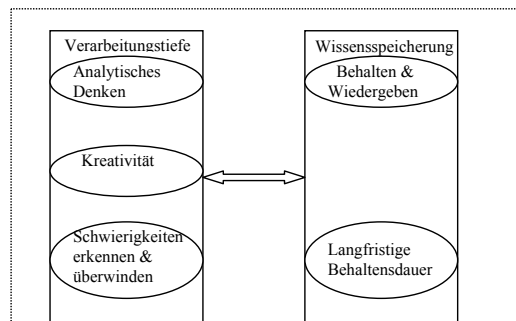 Verarbeitungstiefe
Analytisches
Denken
Kreativität
Schwierigkeiten
erkennen &
überwinden
Wissensspeicherung
Behalten &
Wiedergeben
Langfristige
Behaltensdauer